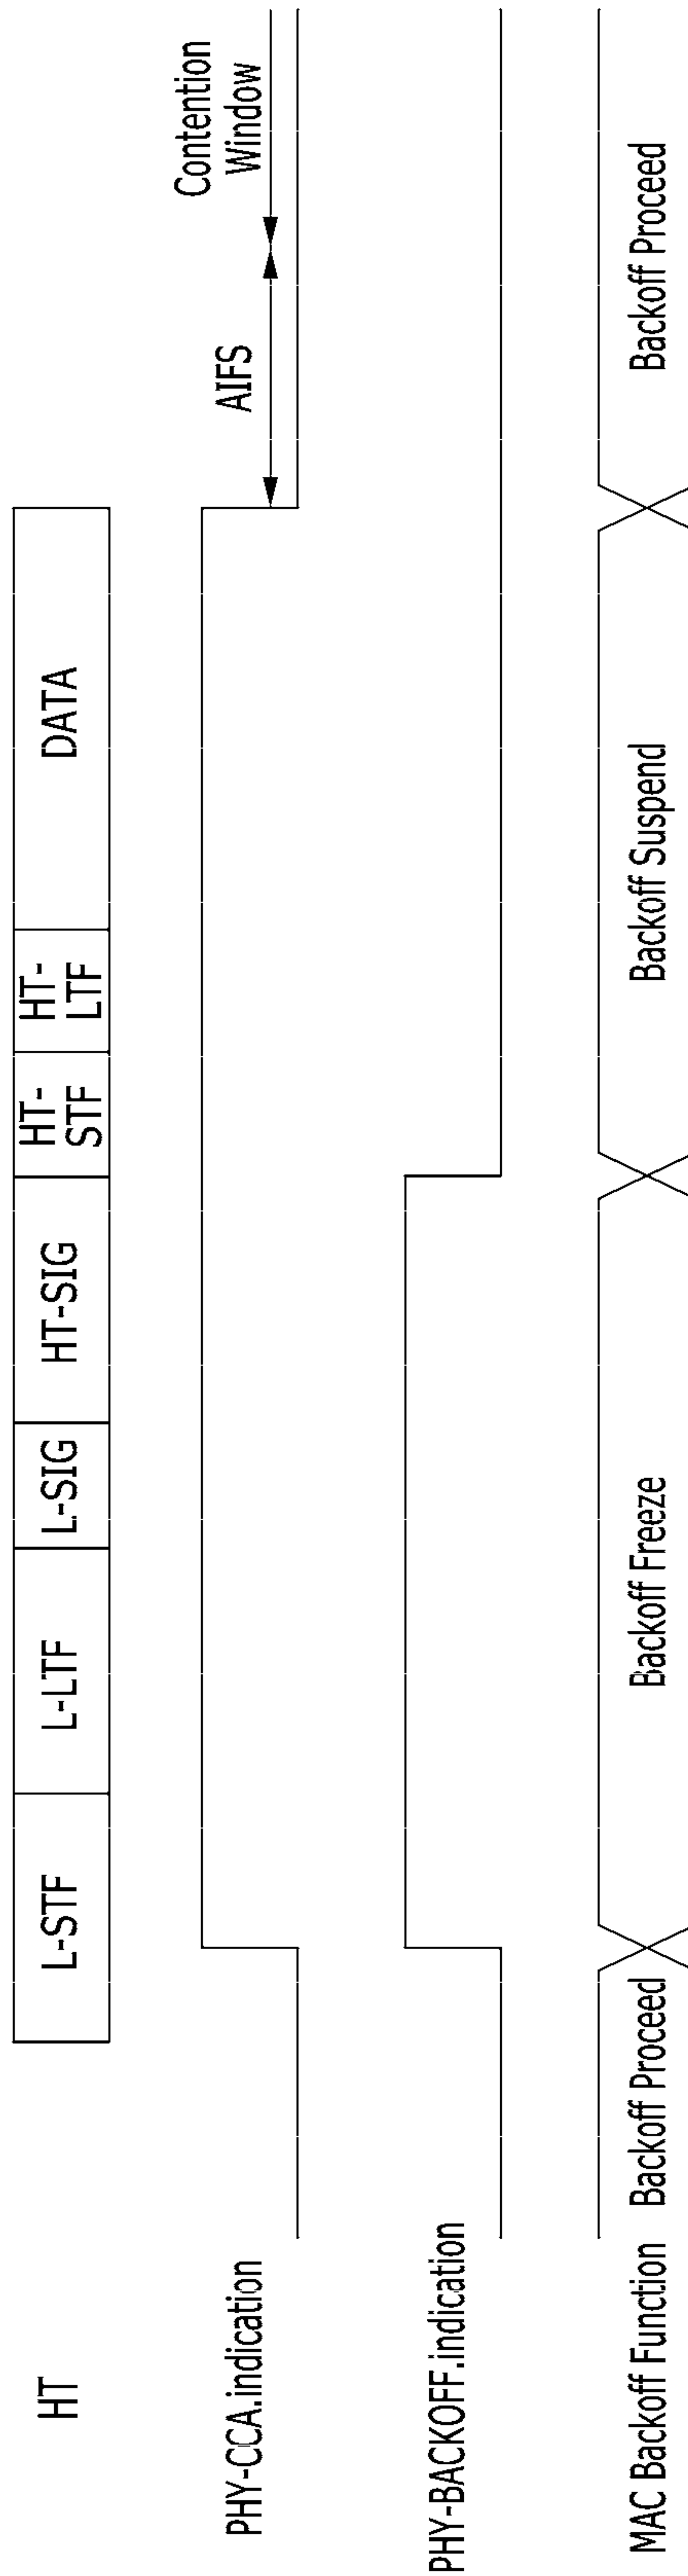 HT
L-STF
L-LTF
L-SIG
HT-SIG
HT-
STF
HT-
LTF
DATA
PHY-CCA.indication
AIFS
Contention
Window
PHY-BACKOFF.indication
MAC Backoff Function
Backoff Proceed
Backoff Freeze
Backoff Suspend
Backoff Proceed